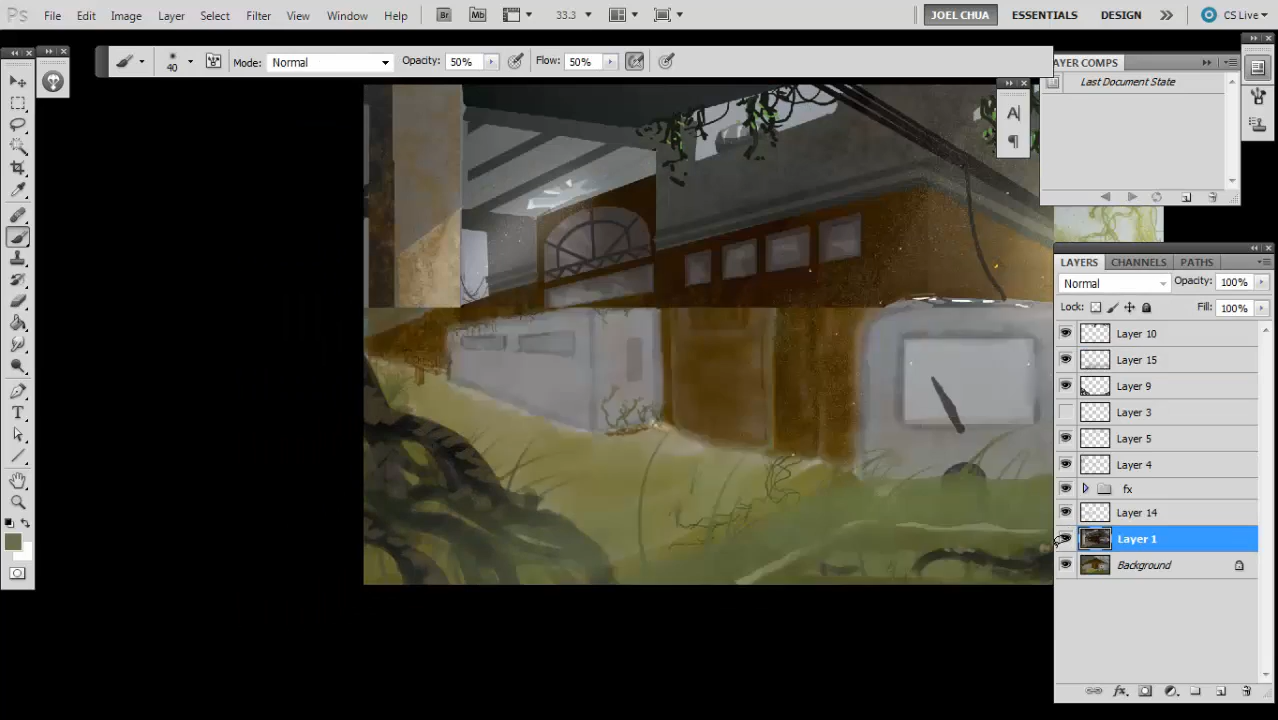 Ps File Edit Image Layer Select Filter View Window Help Br Mb 33.3 JOEL CHUA ESSENTIALS DESIGN CS Live
40 Mode: Normal Opacity: 50% Flow: 50%
AYER COMPS
Last Document State
A
LAYERS CHANNELS PATHS
Normal Opacity: 100%
Lock: Fill: 100%
Layer 10
Layer 15
Layer 9
Layer 3
Layer 5
Layer 4
fx
Layer 14
Layer 1
Background
T
fx